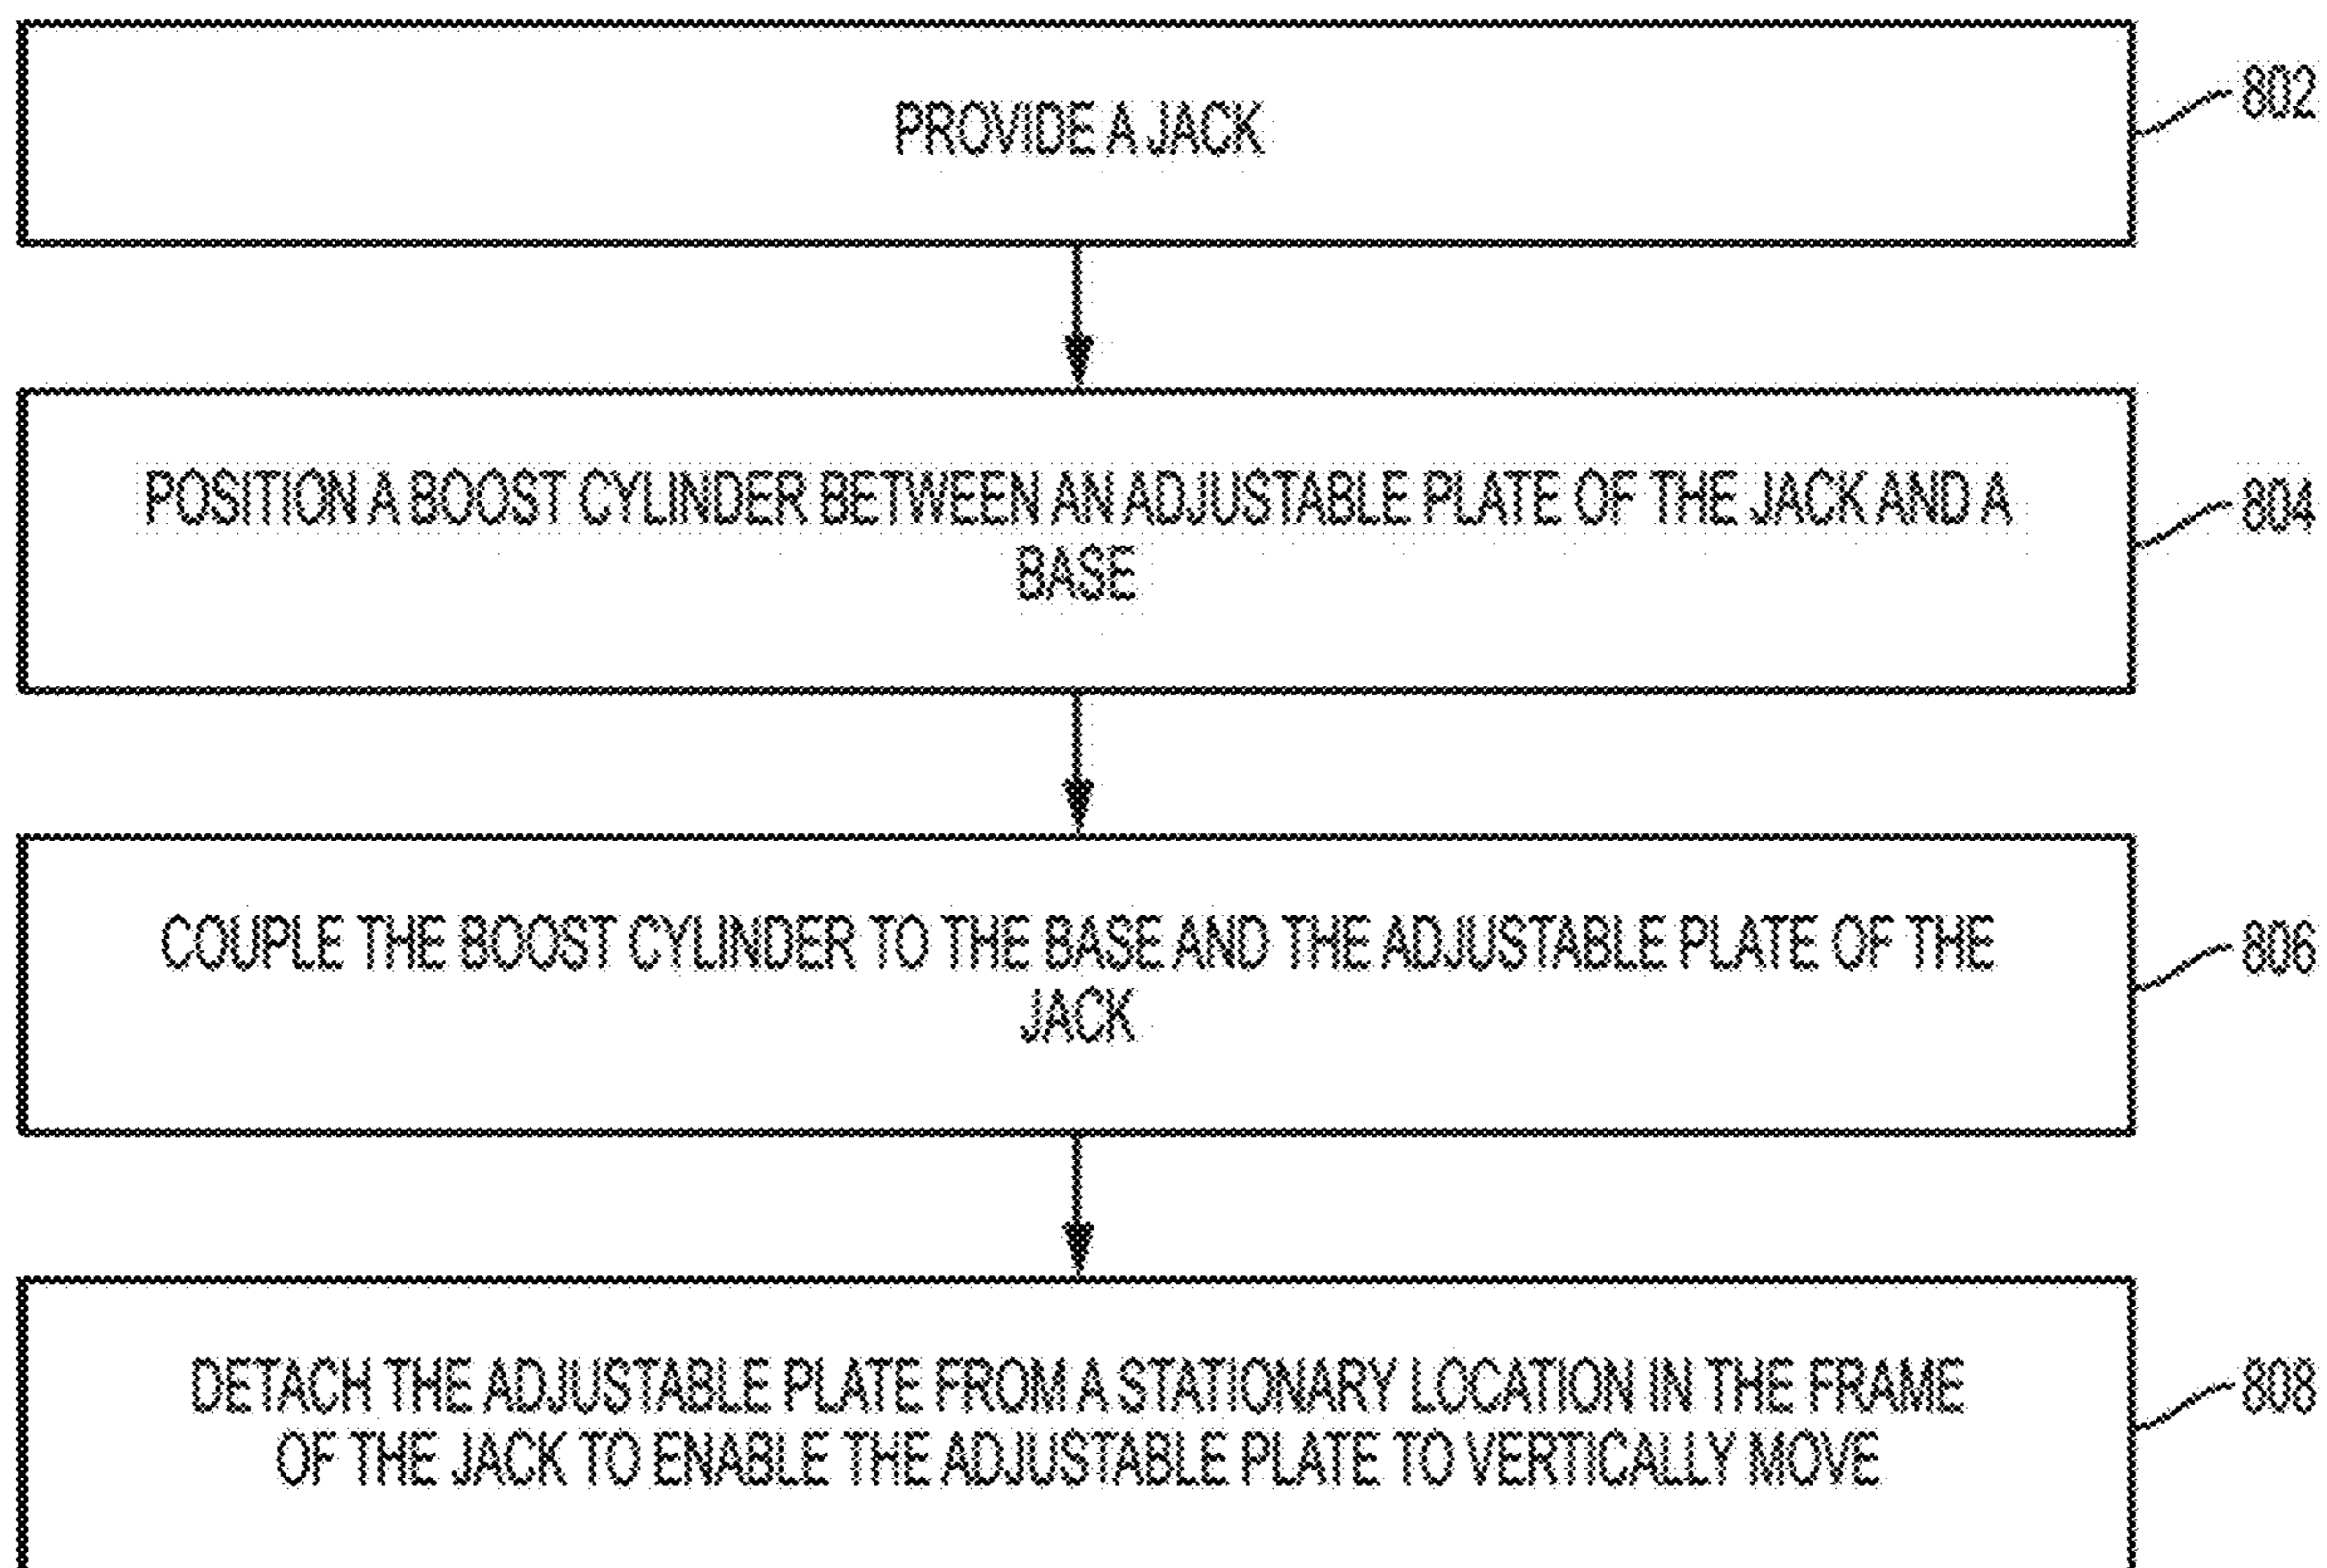 PROVIDE A JACK
802
POSITION A BOOST CYLINDER BETWEEN AN ADJUSTABLE PLATE OF THE JACK AND A
BASE
804
COUPLE THE BOOST CYLINDER TO THE BASE AND THE ADJUSTABLE PLATE OF THE
JACK
806
DETACH THE ADJUSTABLE PLATE FROM A STATIONARY LOCATION IN THE FRAME
OF THE JACK TO ENABLE THE ADJUSTABLE PLATE TO VERTICALLY MOVE
808